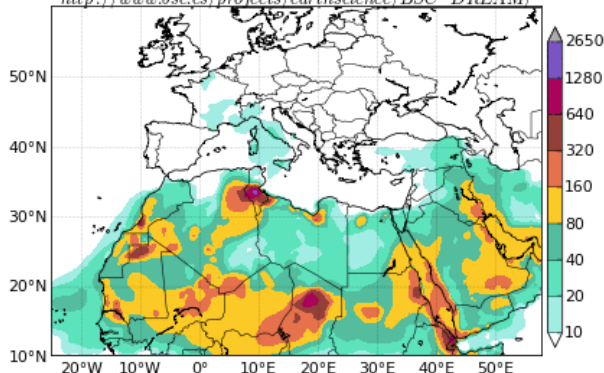 http://www.bsc.es/projects/earthscience/BSC-DREAM/
2650
1280
640
320
160
80
40
20
10
50°N
40°N
30°N
20°N
10°N
20°W 10°W 0° 10°E 20°E 30°E 40°E 50°E